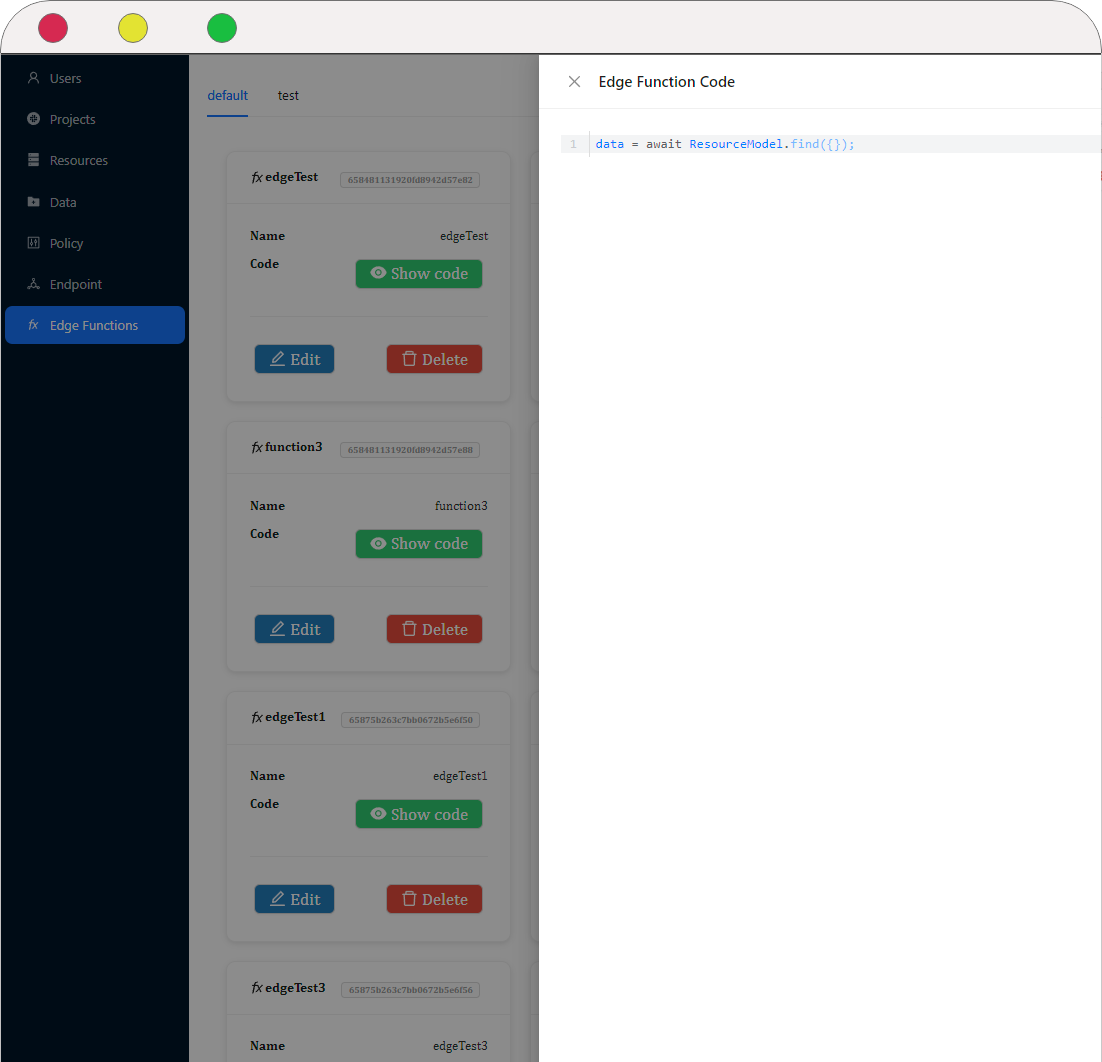 Users
Projects
Resources
Data
Policy
Endpoint
fx Edge Functions
default test
fx edgeTest 658481131920fd8942d57e82
Name edgeTest
Code Show code
Edit Delete
fx function3 658481131920fd8942d57e88
Name function3
Code Show code
Edit Delete
fx edgeTest1 65875b263c7bb0672b5e6f50
Name edgeTest1
Code Show code
Edit Delete
fx edgeTest3 65875b263c7bb0672b5e6f56
Name edgeTest3
Edge Function Code
1 data = await ResourceModel.find({});